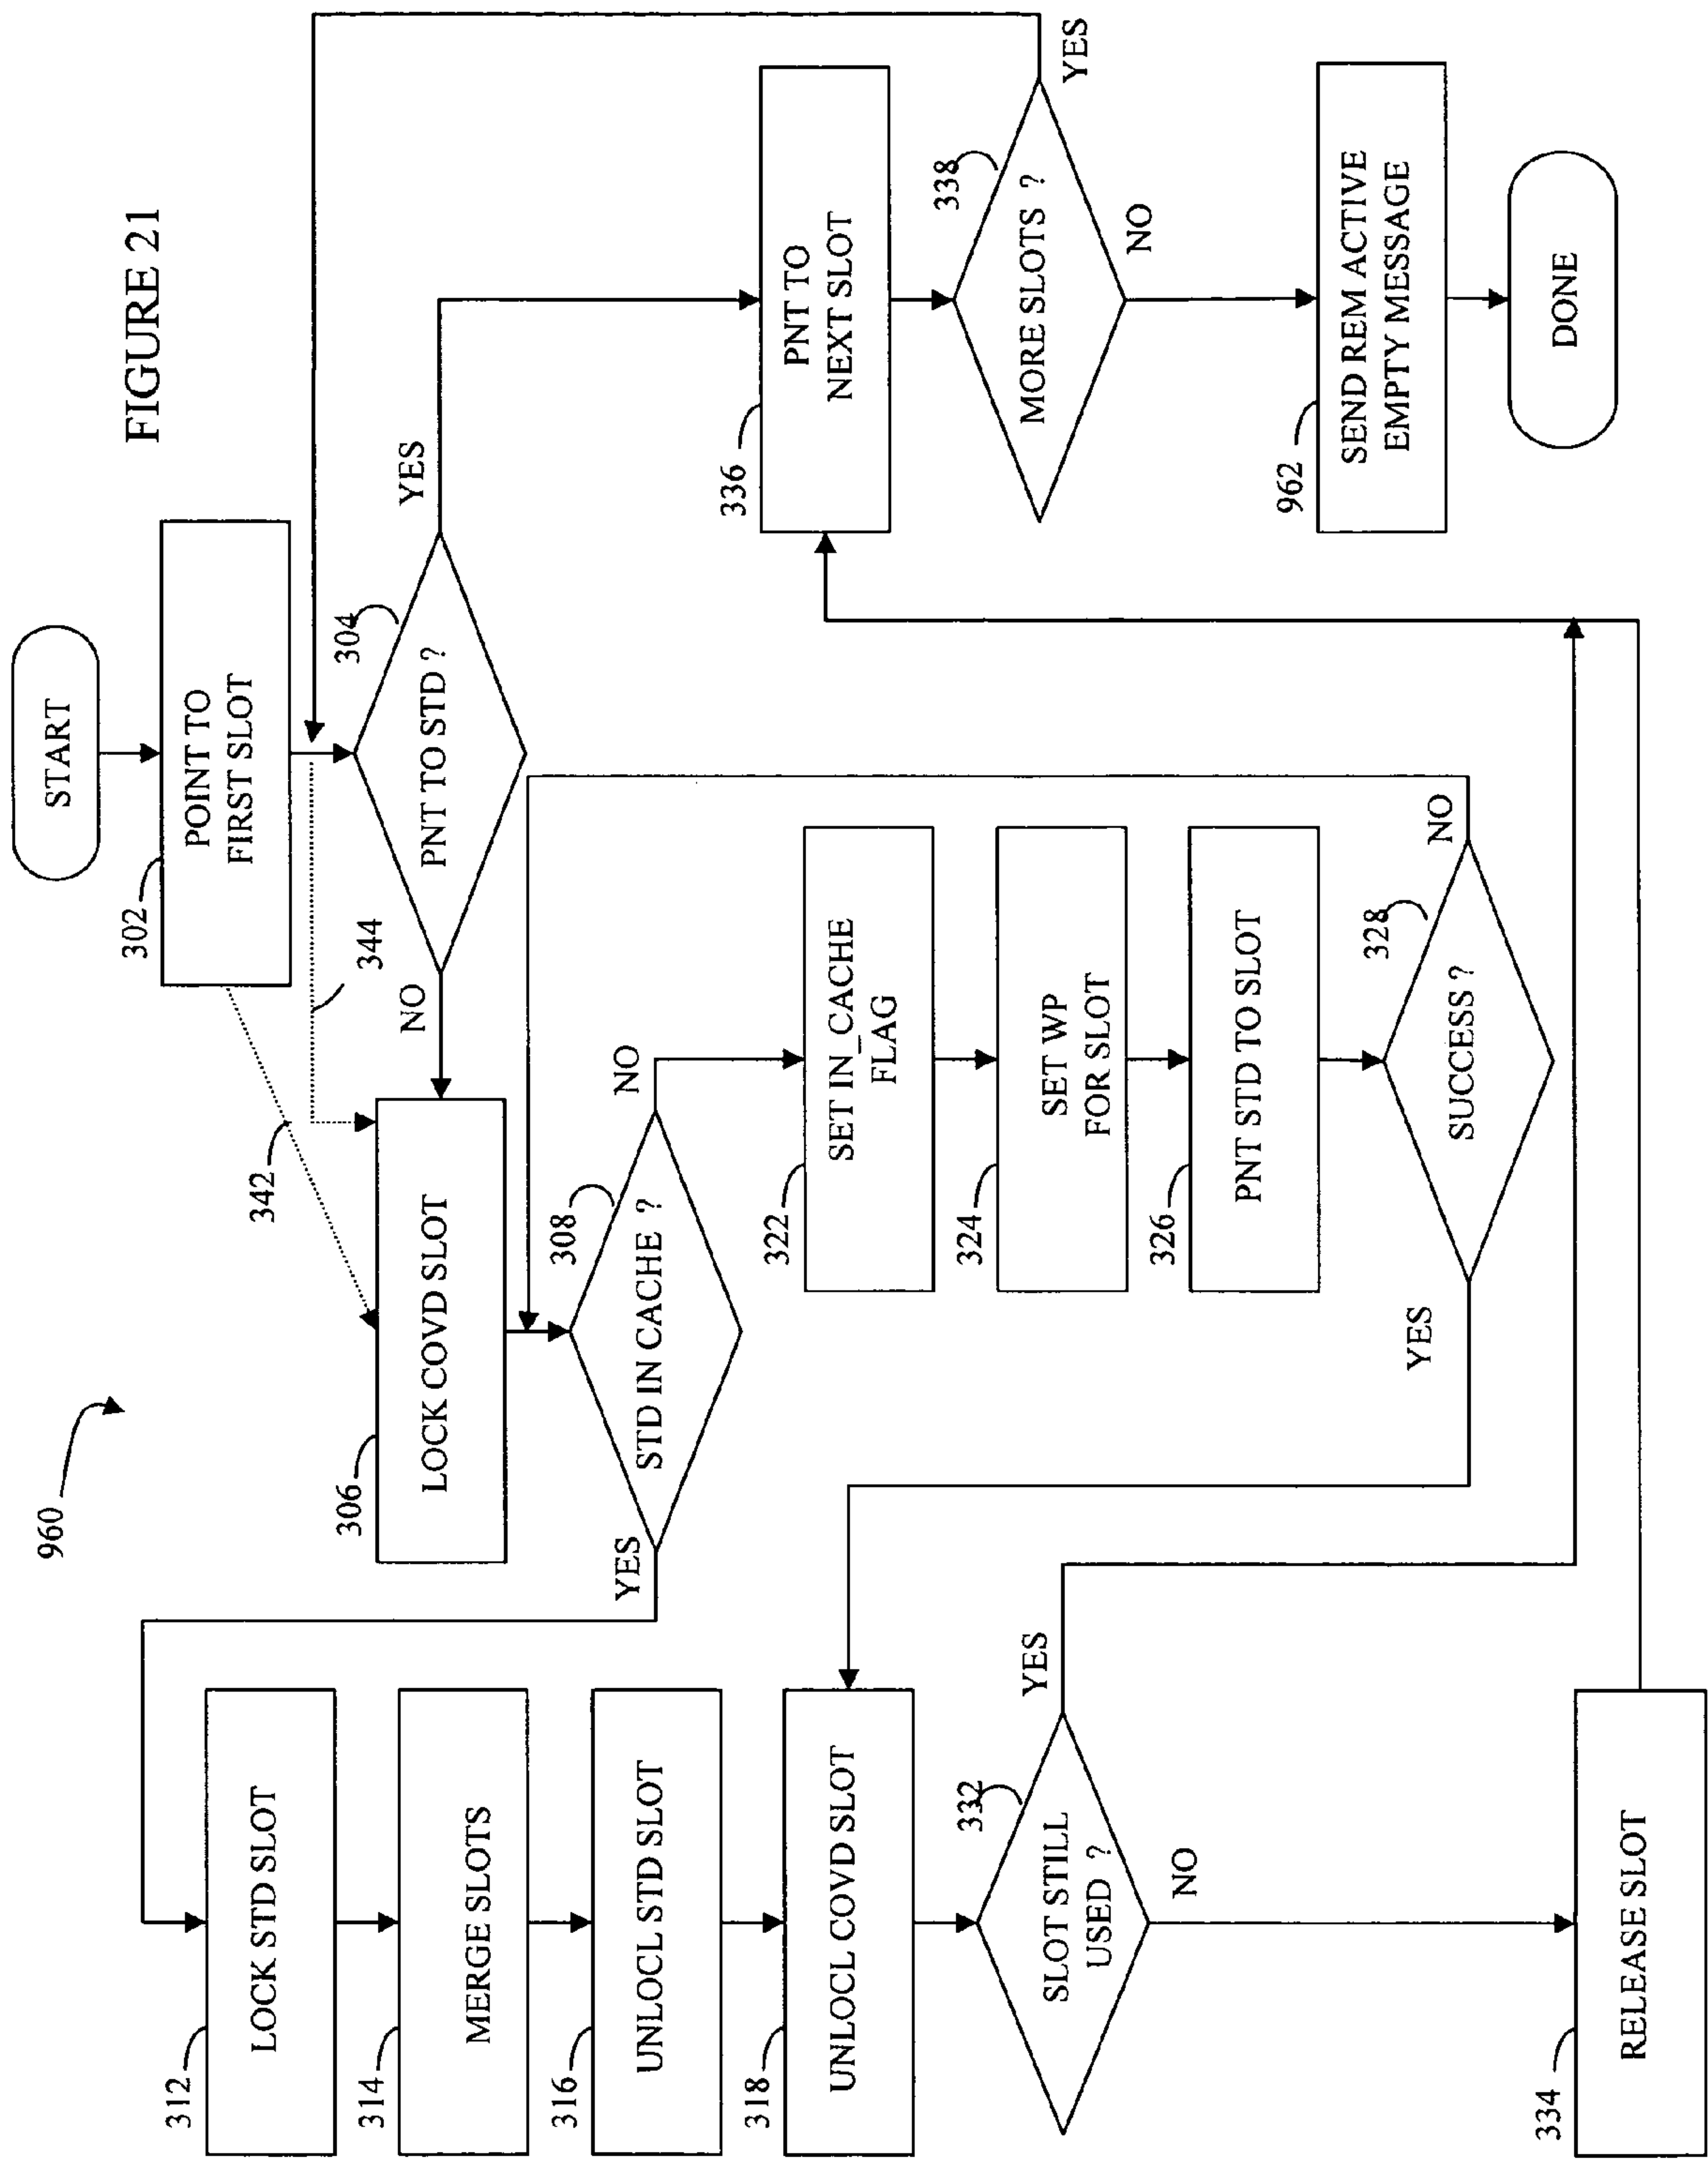 FIGURE 21
960
START
302
POINT TO
FIRST SLOT
342
344
304
PNT TO STD ?
YES
NO
306
LOCK COVD SLOT
308
STD IN CACHE ?
YES
NO
312
LOCK STD SLOT
314
MERGE SLOTS
316
UNLOCL STD SLOT
318
UNLOCL COVD SLOT
322
SET IN_CACHE
FLAG
324
SET WP
FOR SLOT
326
PNT STD TO SLOT
328
SUCCESS ?
YES
NO
332
SLOT STILL
USED ?
YES
NO
334
RELEASE SLOT
336
PNT TO
NEXT SLOT
338
MORE SLOTS ?
YES
NO
962
SEND REM ACTIVE
EMPTY MESSAGE
DONE